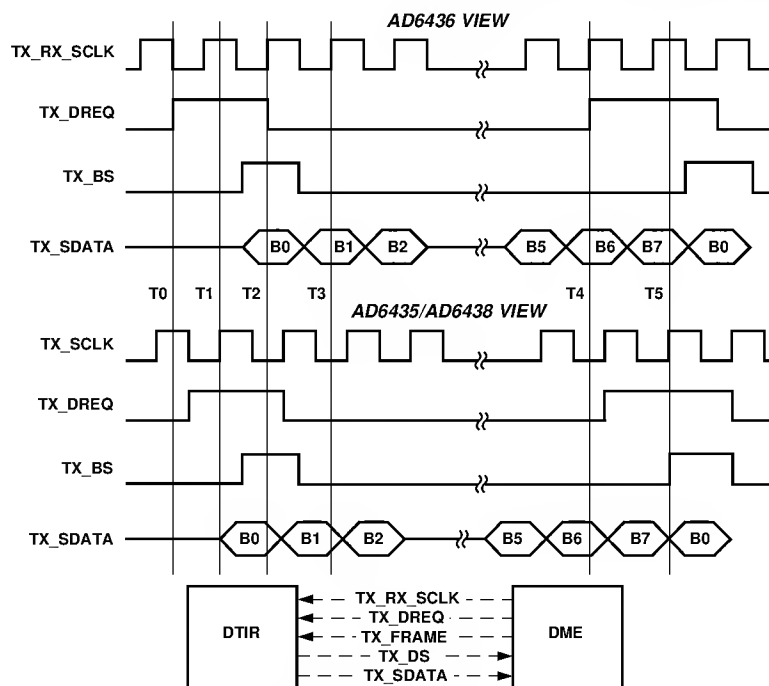 AD6436 VIEW
TX_RX_SCLK
TX_DREQ
TX_BS
TX_SDATA
B0 B1 B2 B5 B6 B7 B0
T0 T1 T2 T3 T4 T5
AD6435/AD6438 VIEW
TX_SCLK
TX_DREQ
TX_BS
TX_SDATA
B0 B1 B2 B5 B6 B7 B0
DTIR
TX_RX_SCLK
TX_DREQ
TX_FRAME
TX_DS
TX_SDATA
DME